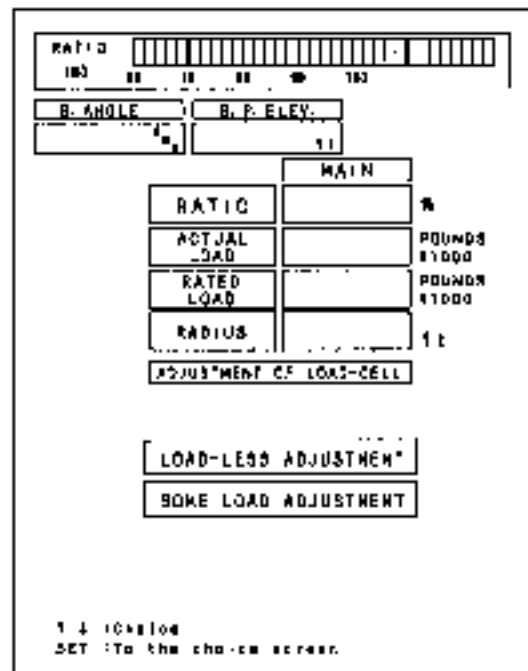 RATIO
B. ANGLE B. P. ELEV.
MAIN
RATIO %
ACTUAL LOAD POUNDS X1000
RATED LOAD POUNDS X1000
RADIUS ft
ADJUSTMENT OF LOAD-CELL
LOAD-LESS ADJUSTMENT
SOME LOAD ADJUSTMENT
SET :To the choice screen.